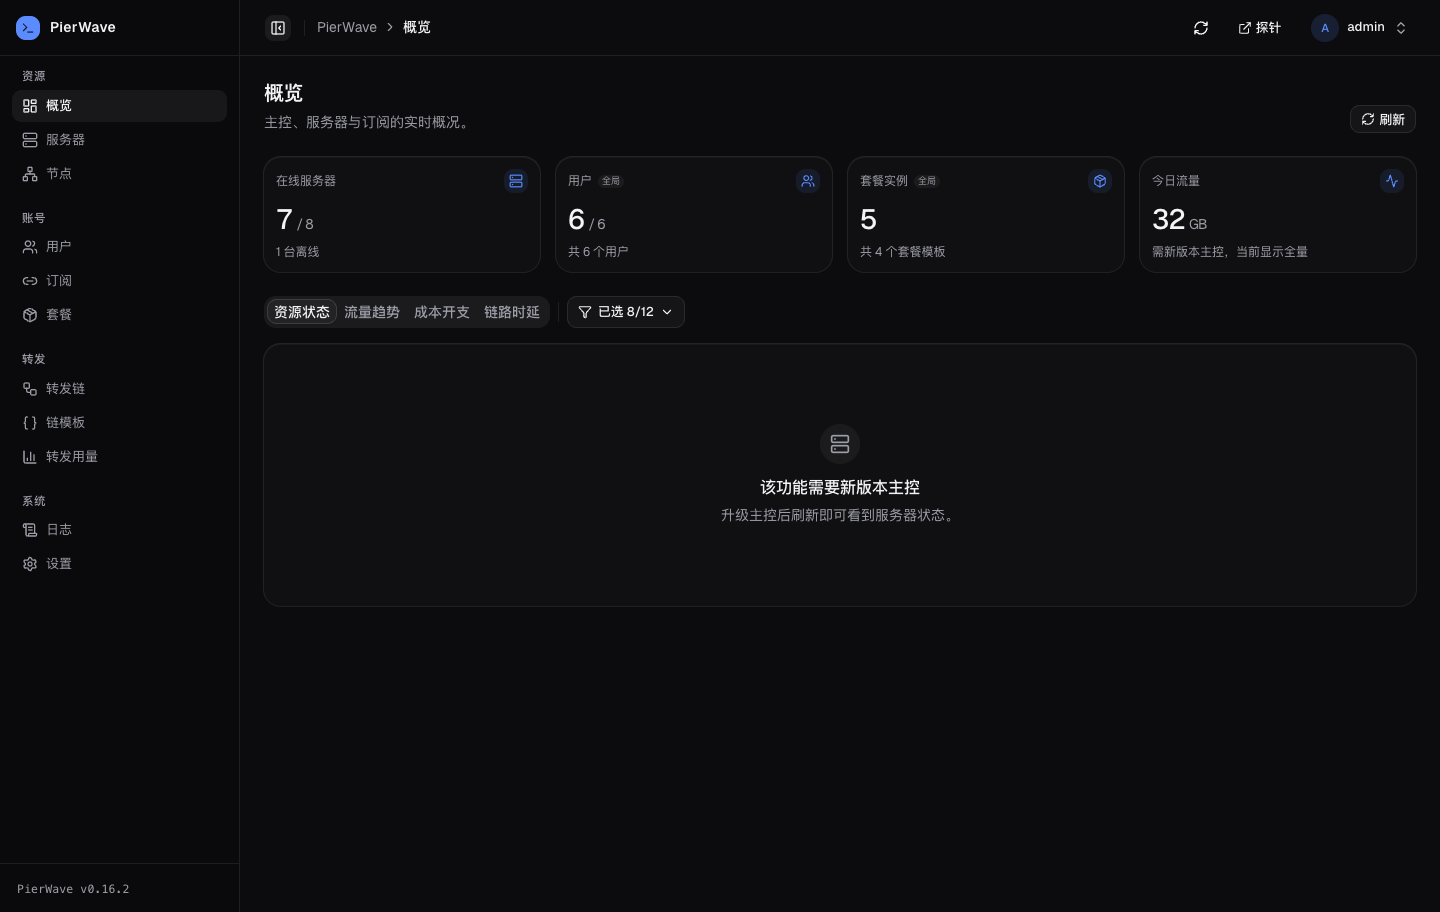 PierWave
PierWave > 概览
探针
A admin
资源
概览
服务器
节点
账号
用户
订阅
套餐
转发
转发链
链模板
转发用量
系统
日志
设置
PierWave v0.16.2
概览
主控、服务器与订阅的实时概况。
刷新
在线服务器
7 / 8
1 台离线
用户 全局
6 / 6
共 6 个用户
套餐实例 全局
5
共 4 个套餐模板
今日流量
32 GB
需新版本主控，当前显示全量
资源状态 流量趋势 成本开支 链路时延 已选 8/12
该功能需要新版本主控
升级主控后刷新即可看到服务器状态。